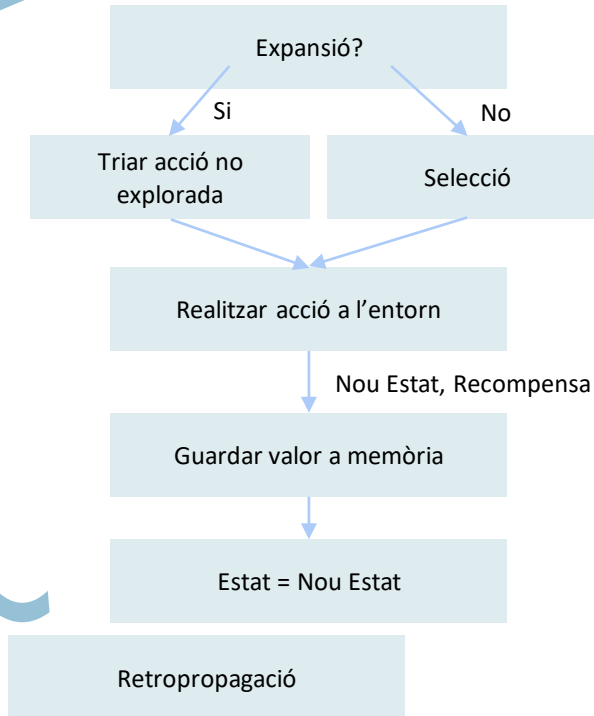 Expansió?
Si
No
Triar acció no
explorada
Selecció
Realitzar acció a l’entorn
Nou Estat, Recompensa
Guardar valor a memòria
Estat = Nou Estat
Retropropagació